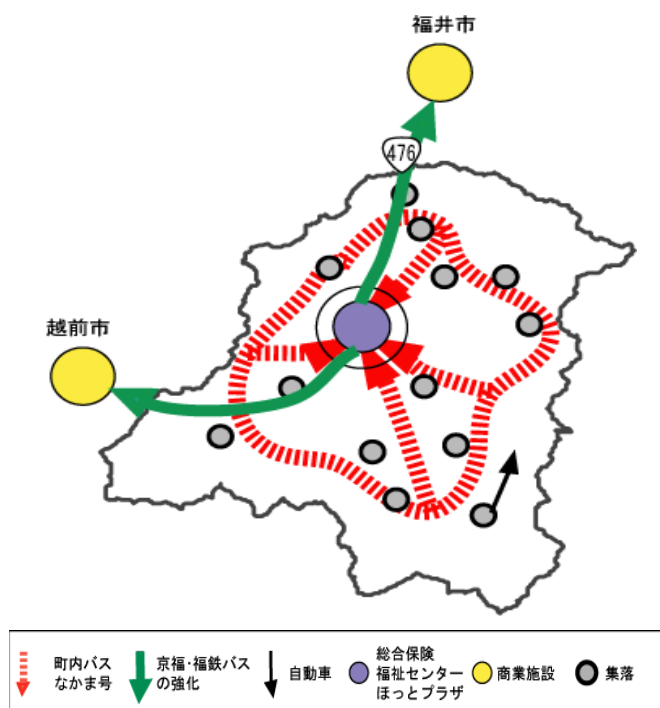 福井市
476
越前市
町内バス
なかま号
京福・福鉄バス
の強化
自動車
総合保険
福祉センター
ほっとプラザ
商業施設
集落